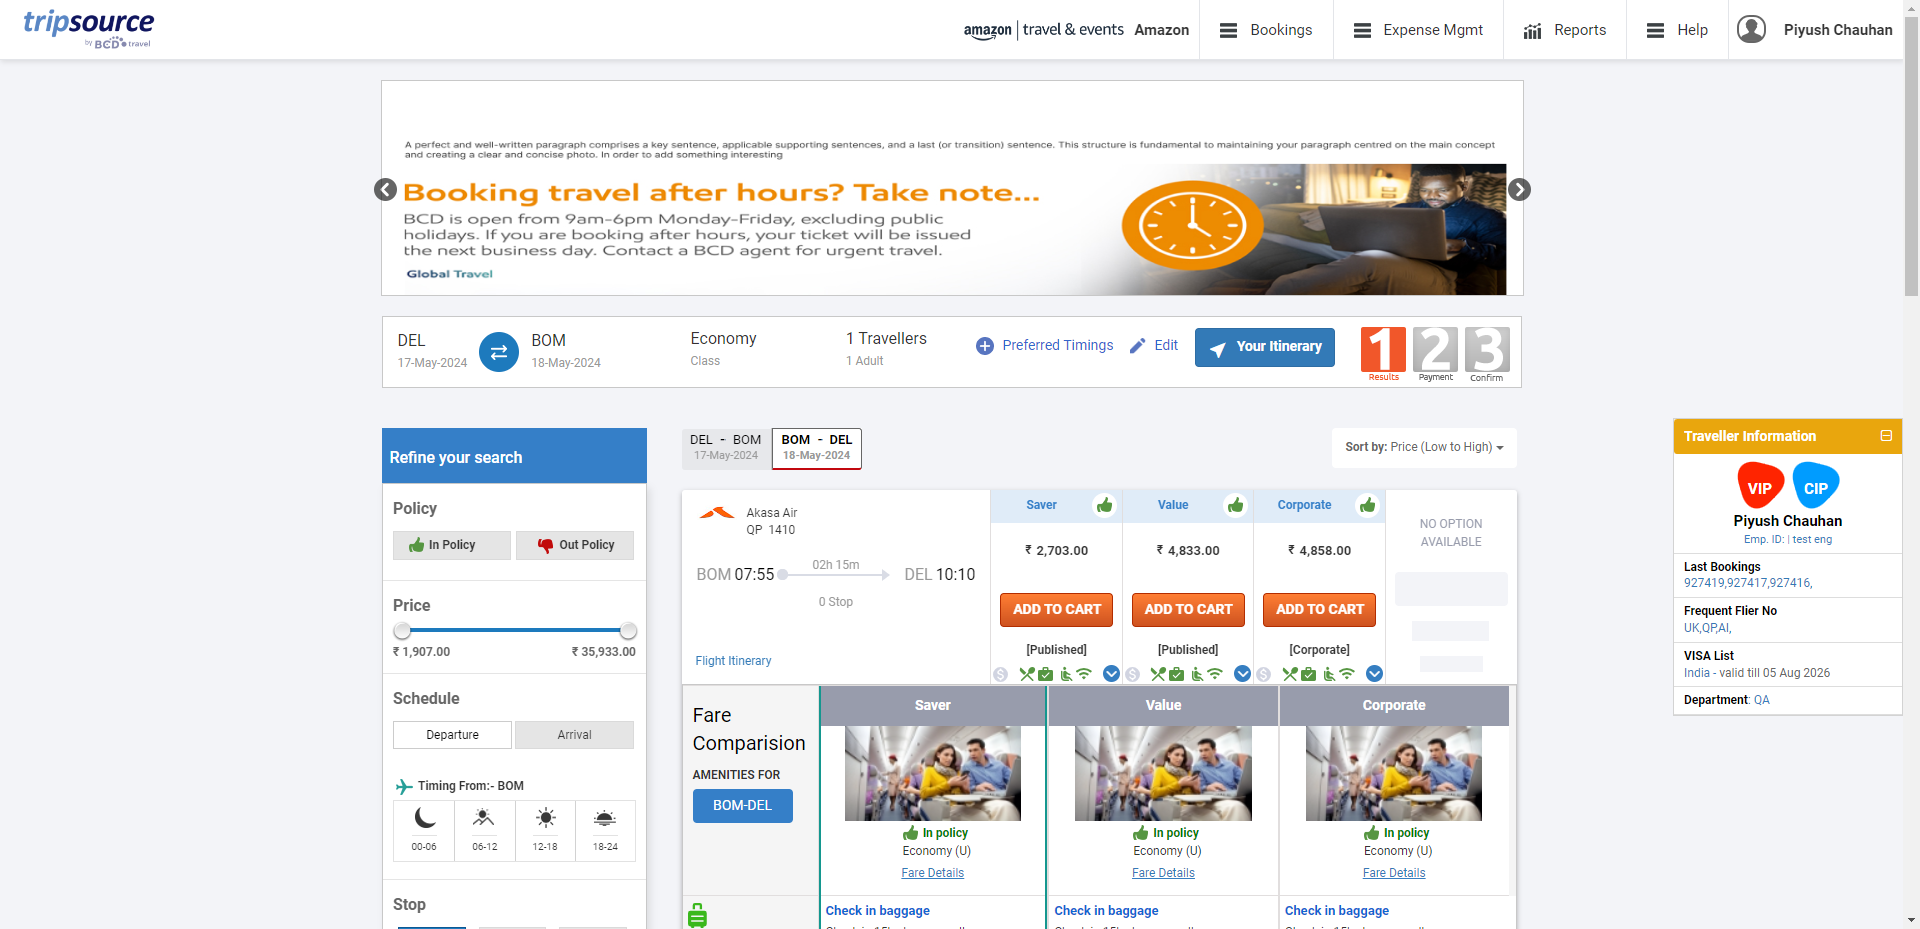 tripsource
by BCD travel
amazon | travel & events Amazon
Bookings
Expense Mgmt
Reports
Help
Piyush Chauhan
A perfect and well-written paragraph comprises a key sentence, applicable supporting sentences, and a last (or transition) sentence. This structure is fundamental to maintaining your paragraph centred on the main concept
and creating a clear and concise photo. In order to add something interesting
Booking travel after hours? Take note...
BCD is open from 9am-6pm Monday-Friday, excluding public
holidays. If you are booking after hours, your ticket will be issued
the next business day. Contact a BCD agent for urgent travel.
Global Travel
DEL
17-May-2024
BOM
18-May-2024
Economy
Class
1 Travellers
1 Adult
Preferred Timings
Edit
Your Itinerary
1 2 3
Results Payment Confirm
Refine your search
Policy
In Policy
Out Policy
Price
₹ 1,907.00
₹ 35,933.00
Schedule
Departure
Arrival
Timing From:- BOM
00-06 06-12 12-18 18-24
Stop
DEL - BOM
17-May-2024
BOM - DEL
18-May-2024
Sort by: Price (Low to High)
Akasa Air
QP 1410
BOM 07:55
02h 15m
DEL 10:10
0 Stop
Flight Itinerary
Saver
₹ 2,703.00
ADD TO CART
[Published]
Value
₹ 4,833.00
ADD TO CART
[Published]
Corporate
₹ 4,858.00
ADD TO CART
[Corporate]
NO OPTION
AVAILABLE
Fare
Comparision
AMENITIES FOR
BOM-DEL
Saver
In policy
Economy (U)
Fare Details
Check in baggage
Value
In policy
Economy (U)
Fare Details
Check in baggage
Corporate
In policy
Economy (U)
Fare Details
Check in baggage
Traveller Information
VIP CIP
Piyush Chauhan
Emp. ID: | test eng
Last Bookings
927419,927417,927416,
Frequent Flier No
UK,QP,AI,
VISA List
India - valid till 05 Aug 2026
Department: QA